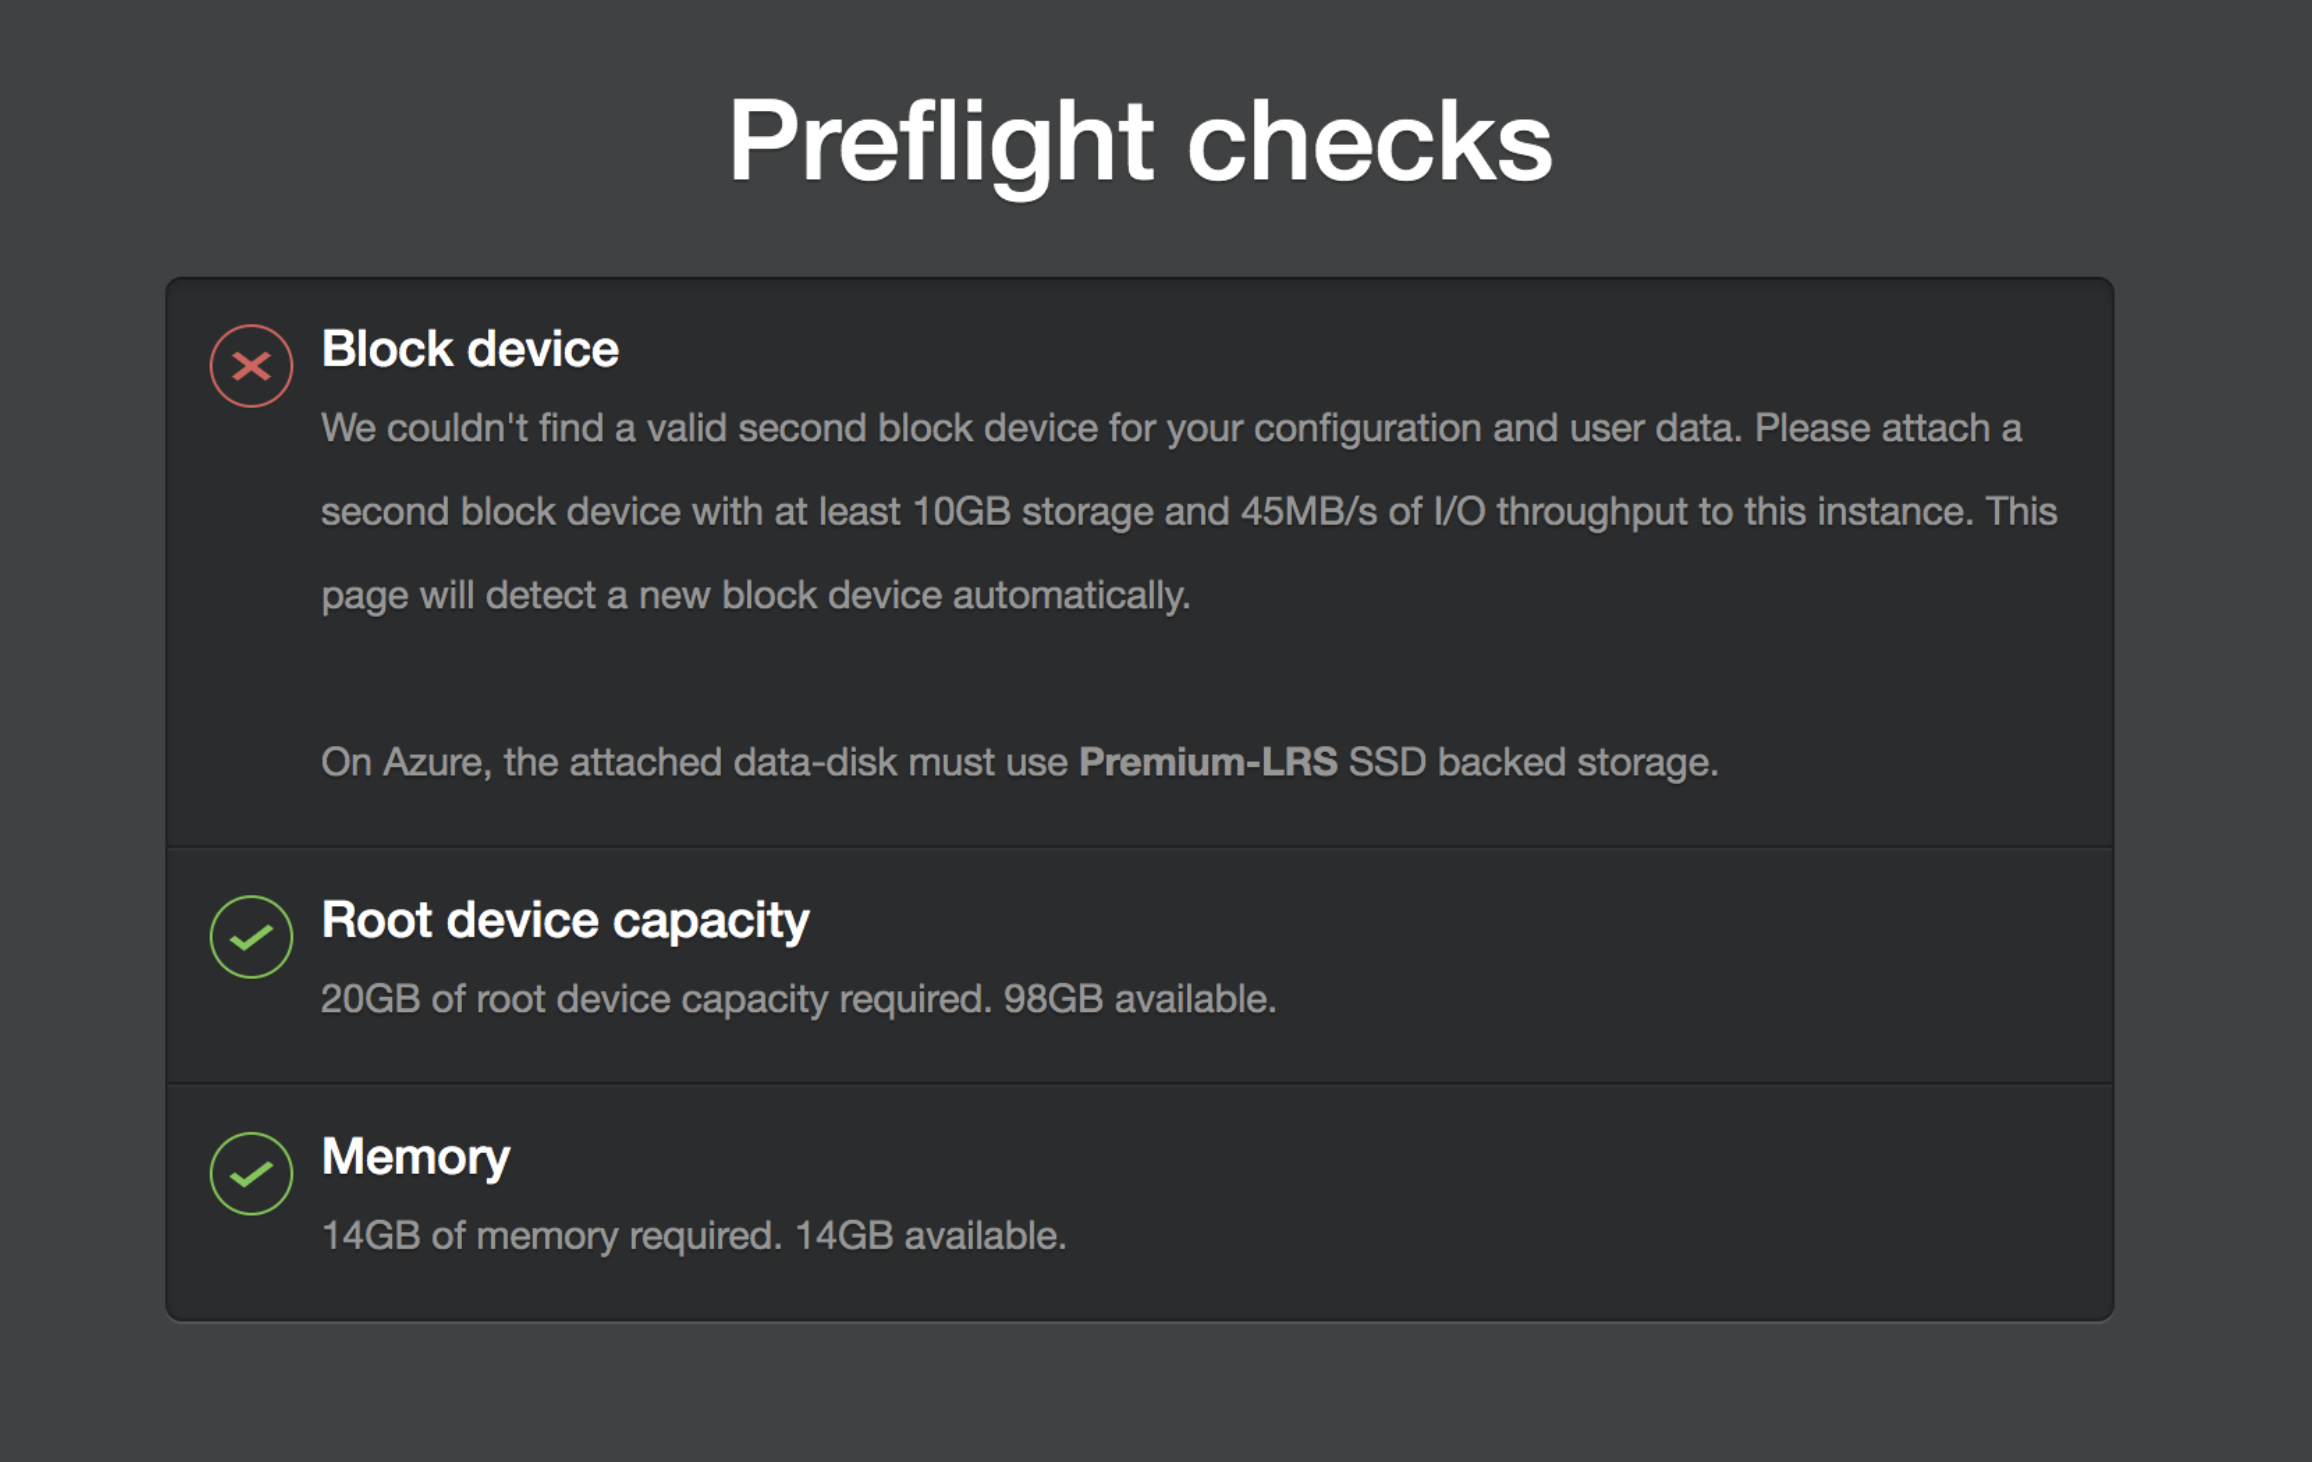 Preflight checks
Block device
We couldn't find a valid second block device for your configuration and user data. Please attach a
second block device with at least 10GB storage and 45MB/s of I/O throughput to this instance. This
page will detect a new block device automatically.
On Azure, the attached data-disk must use Premium-LRS SSD backed storage.
Root device capacity
20GB of root device capacity required. 98GB available.
Memory
14GB of memory required. 14GB available.